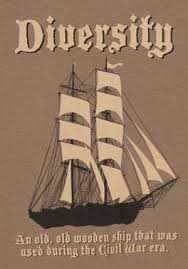 Diversity
An old, old wooden ship that was
used during the Civil War era.